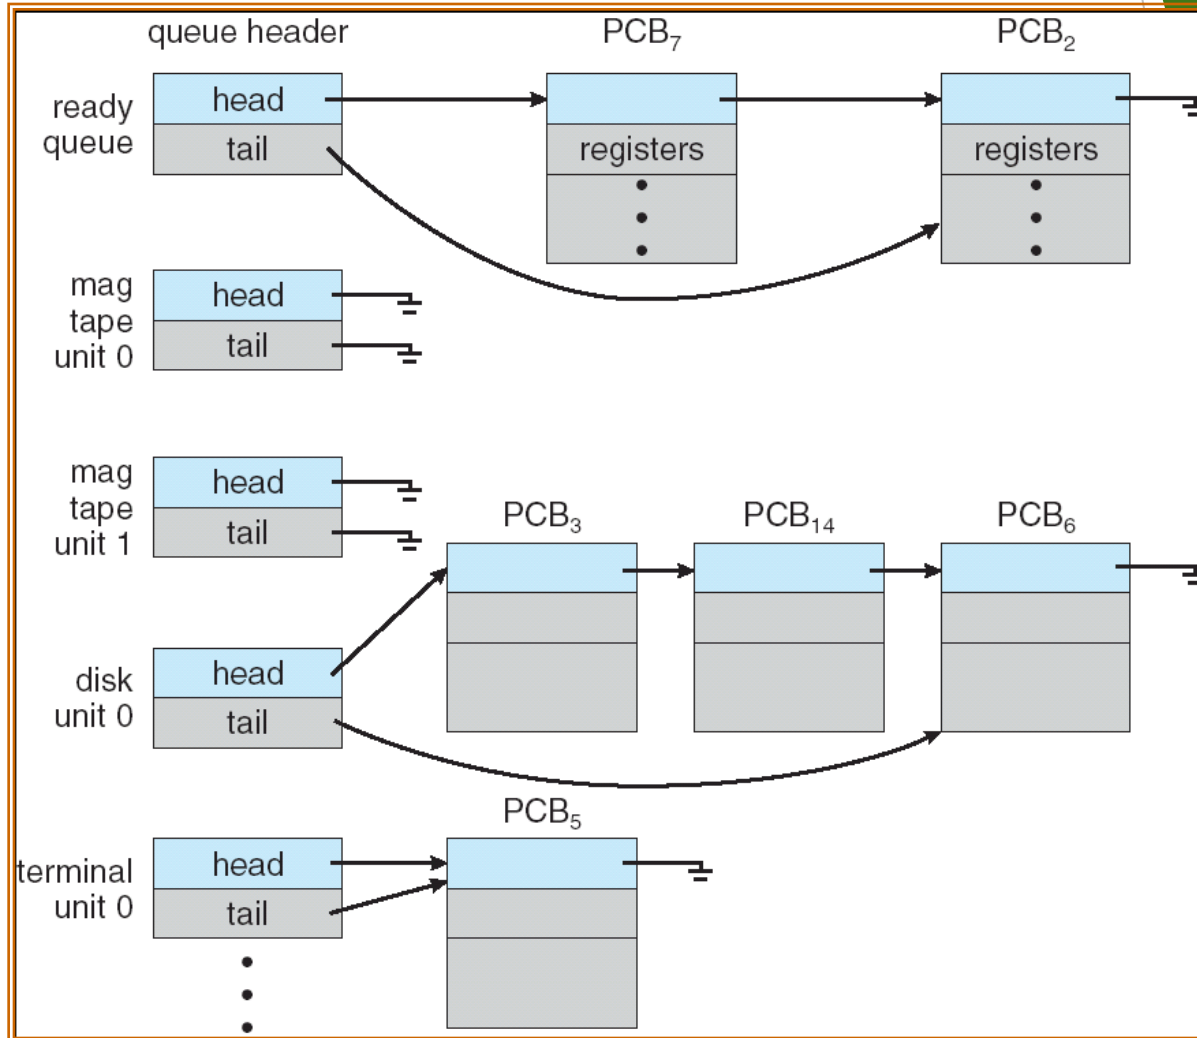 queue header
PCB₇
PCB₂
ready
queue
head
tail
registers
registers
mag
tape
unit 0
head
tail
mag
tape
unit 1
head
tail
PCB₃
PCB₁₄
PCB₆
disk
unit 0
head
tail
PCB₅
terminal
unit 0
head
tail